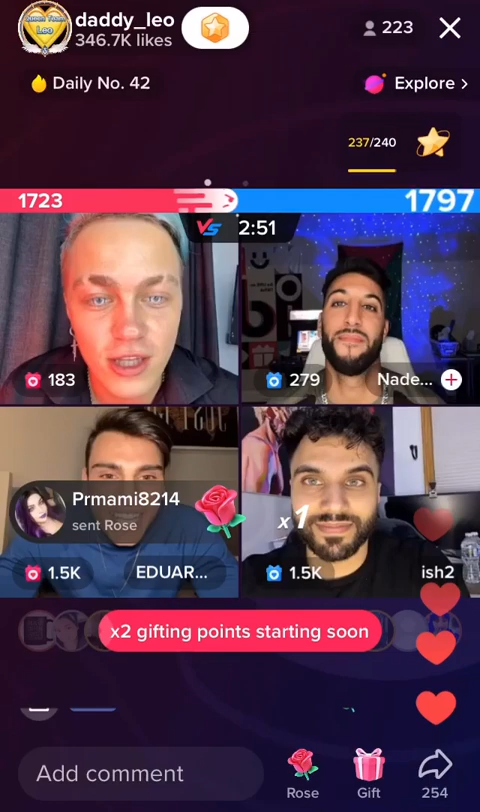 daddy_leo
346.7K likes
223
Daily No. 42
Explore
237/240
1723
1797
VS 2:51
183
279
Nade...
Prmami8214
sent Rose
x1
1.5K
EDUAR...
1.5K
ish2
x2 gifting points starting soon
Add comment
Rose
Gift
254